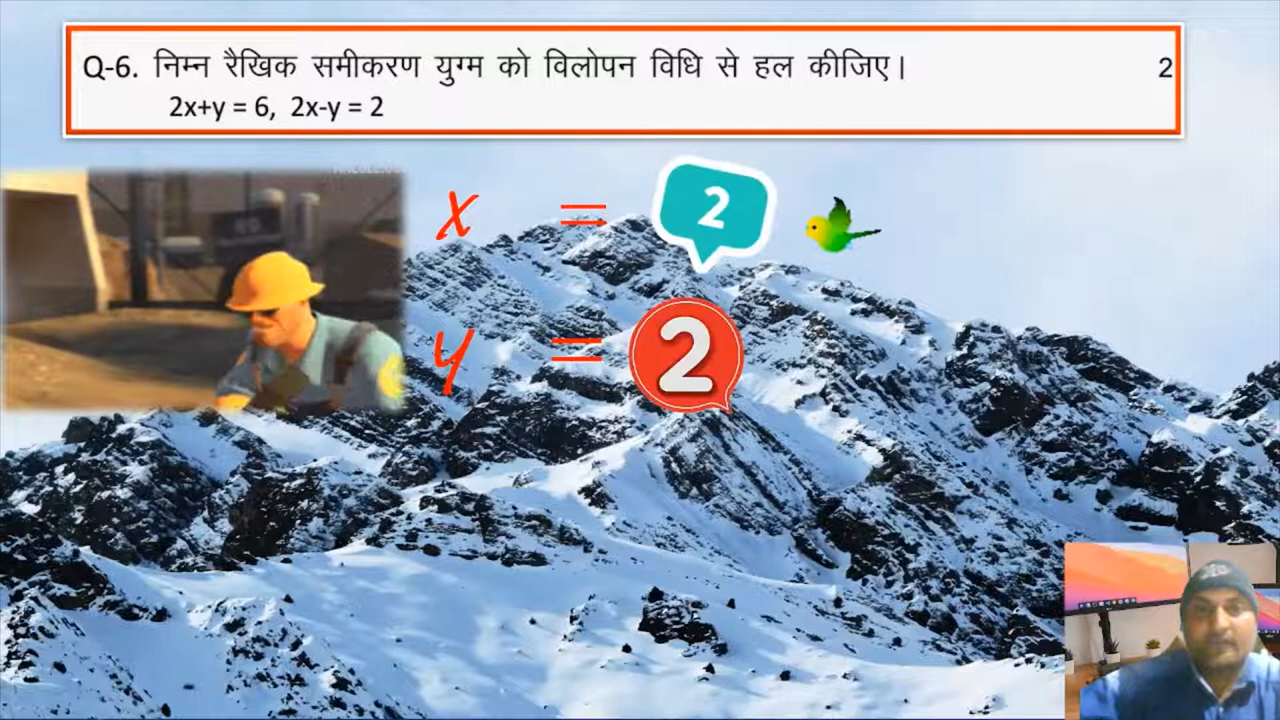 Q-6. निम्न रैखिक समीकरण युग्म को विलोपन विधि से हल कीजिए। 2
2x+y = 6, 2x-y = 2
x = 2
y = 2